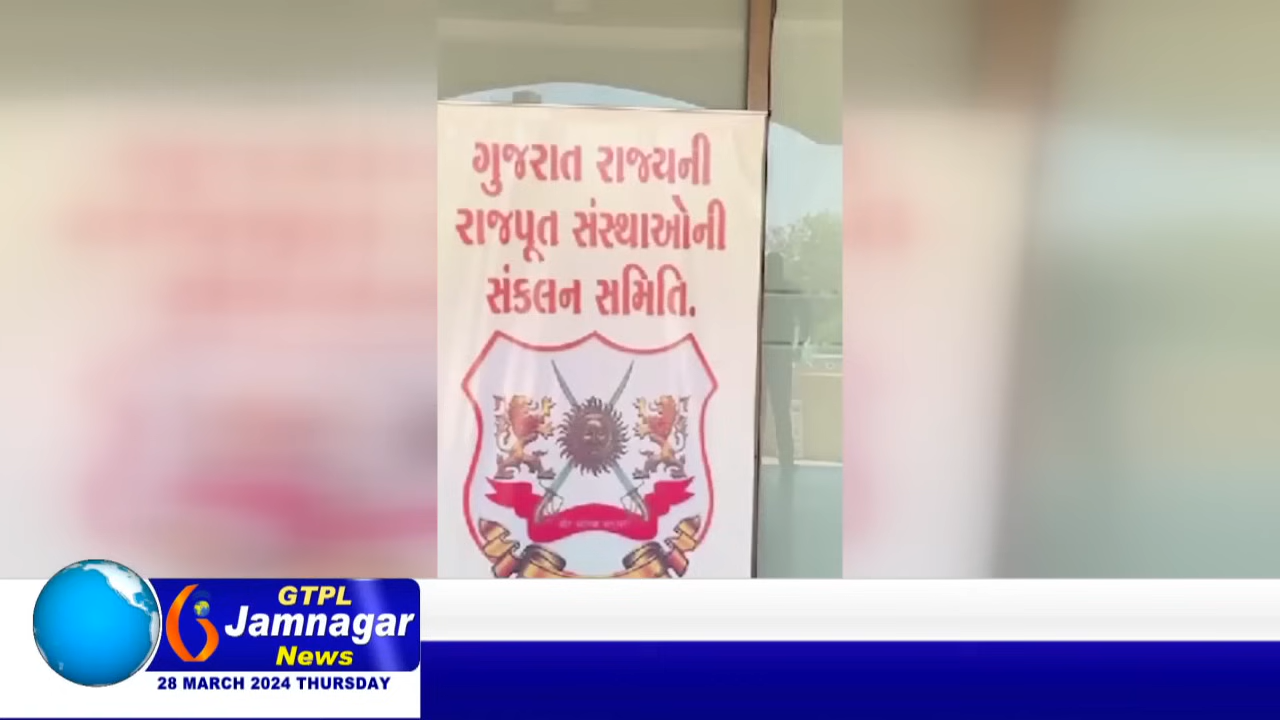 ગુજરાત રાજ્યની
રાજપૂત સંસ્થાઓની
સંકલન સમિતિ.
GTPL
Jamnagar
News
28 MARCH 2024 THURSDAY